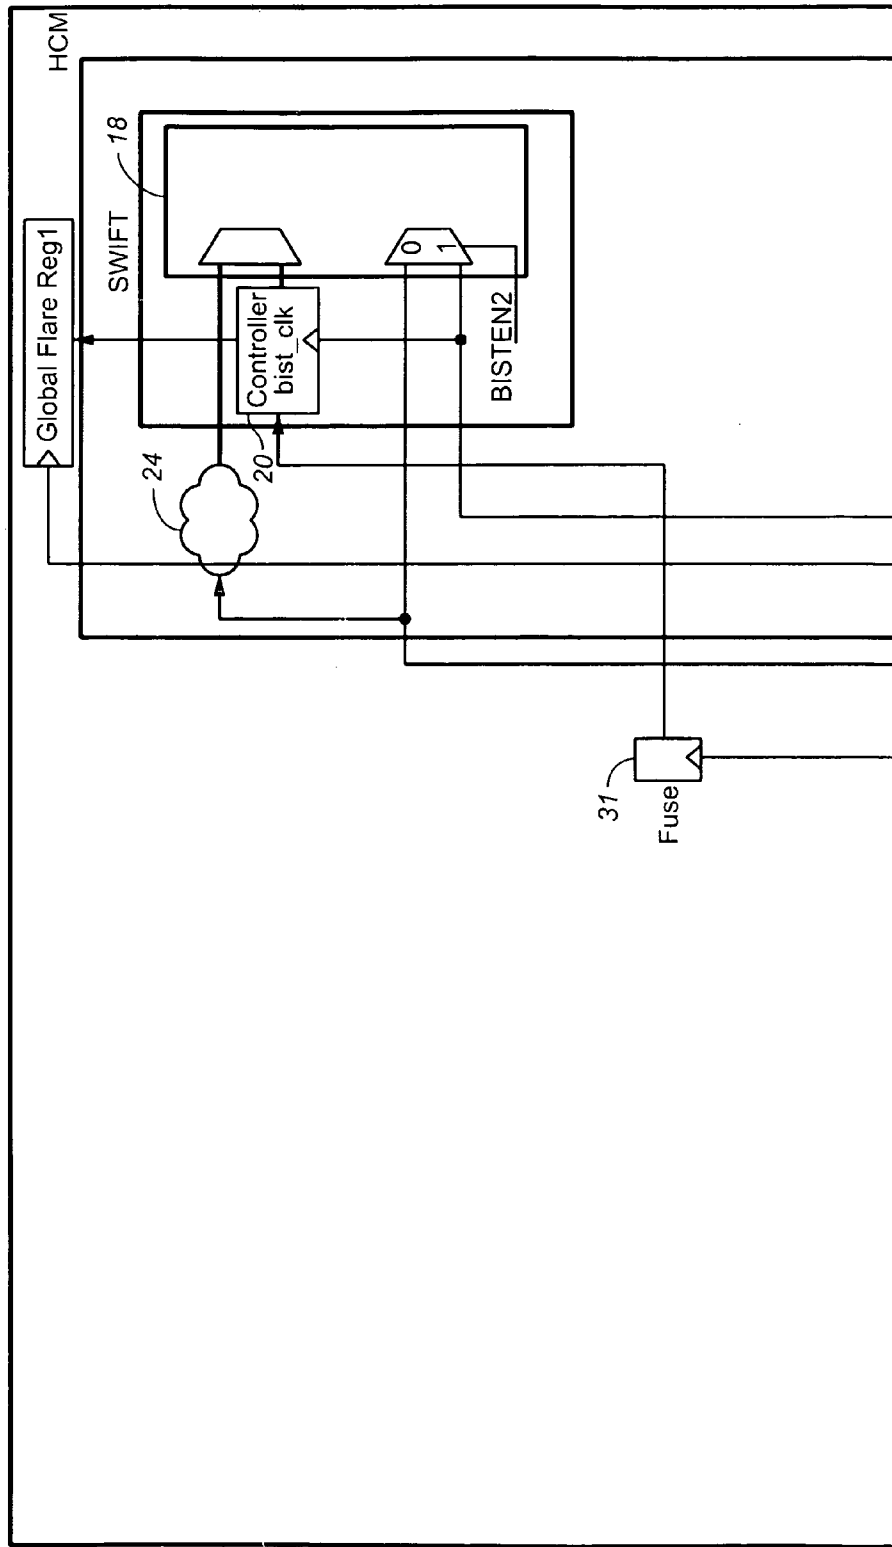 HCM
Global Flare Reg1
SWIFT
18
24
20
Controller
bist_clk
0
1
BISTEN2
31
Fuse